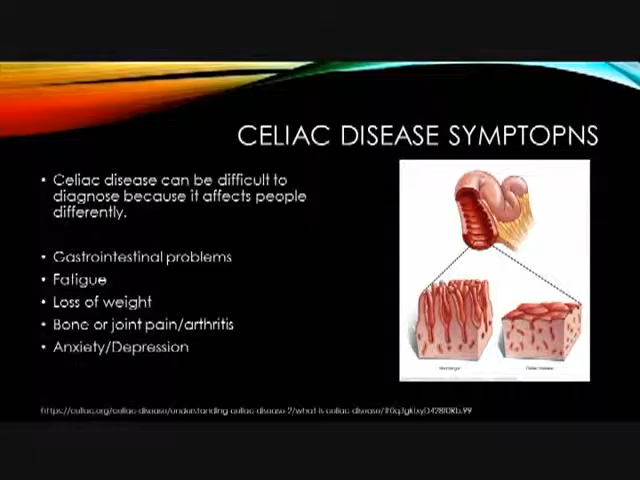 CELIAC DISEASE SYMPTOPNS
• Celiac disease can be difficult to
diagnose because it affects people
differently.
• Gastrointestinal problems
• Fatigue
• Loss of weight
• Bone or joint pain/arthritis
• Anxiety/Depression